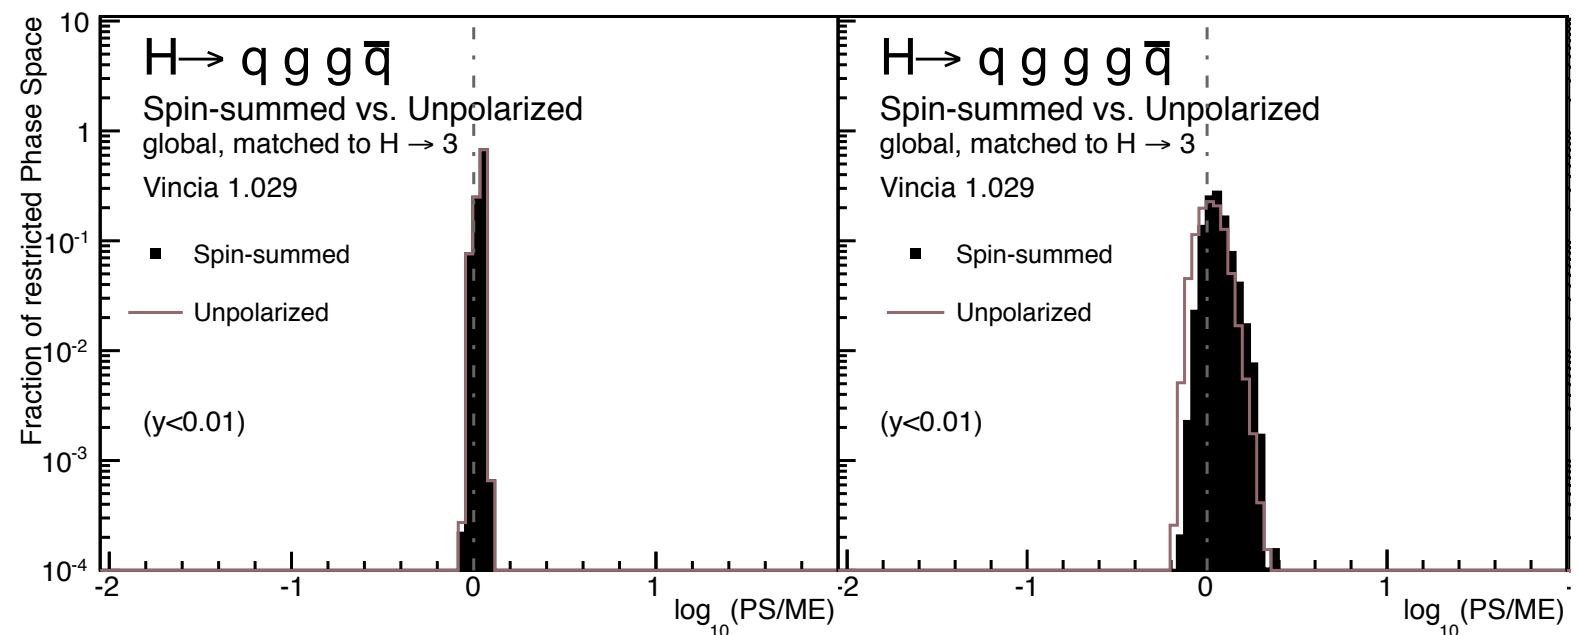 Fraction of restricted Phase Space
10
1
10⁻¹
10⁻²
10⁻³
10⁻⁴
H→ q g g q̅
Spin-summed vs. Unpolarized
global, matched to H → 3
Vincia 1.029
Spin-summed
Unpolarized
(y<0.01)
-2 -1 0 1
log₁₀(PS/ME)
H→ q g g g q̅
Spin-summed vs. Unpolarized
global, matched to H → 3
Vincia 1.029
Spin-summed
Unpolarized
(y<0.01)
-2 -1 0 1
log₁₀(PS/ME)